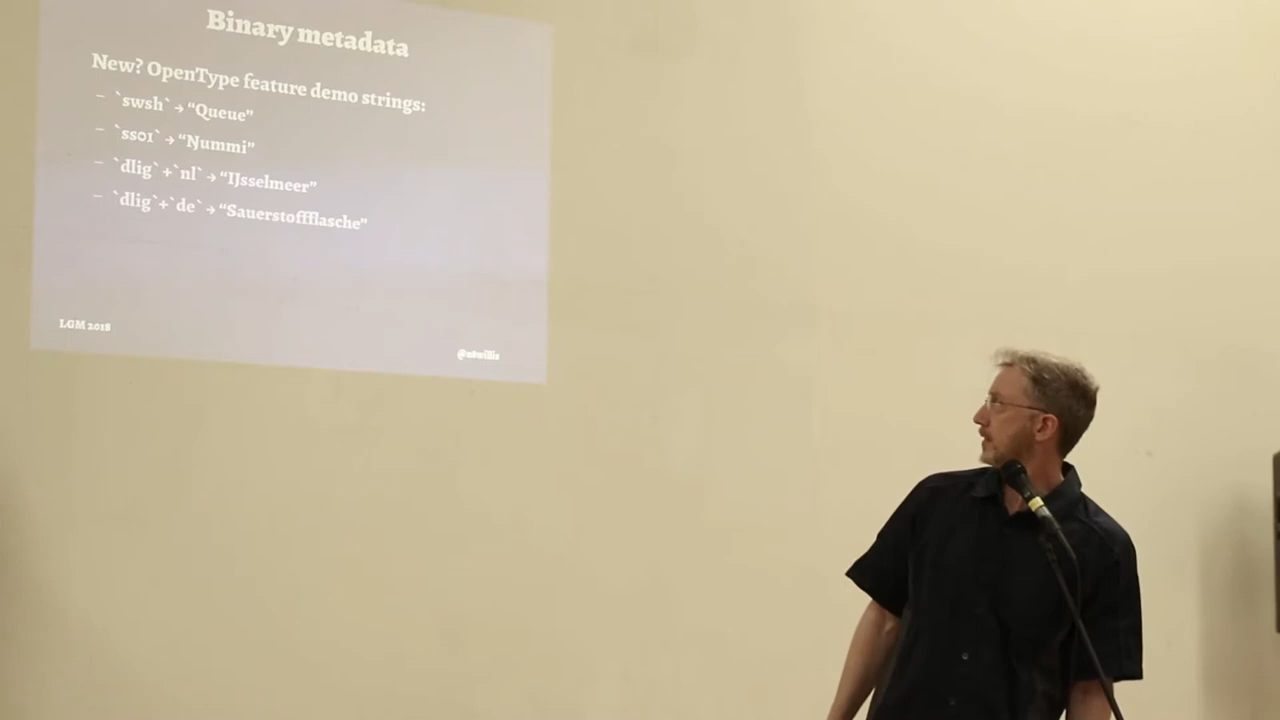 Binary metadata
New? OpenType feature demo strings:
– `swsh` → “Queue”
– `ss01` → “Nummi”
– `dlig`+`nl` → “IJsselmeer”
– `dlig`+`de` → “Sauerstoffflasche”
LGM 2018
@n8willis